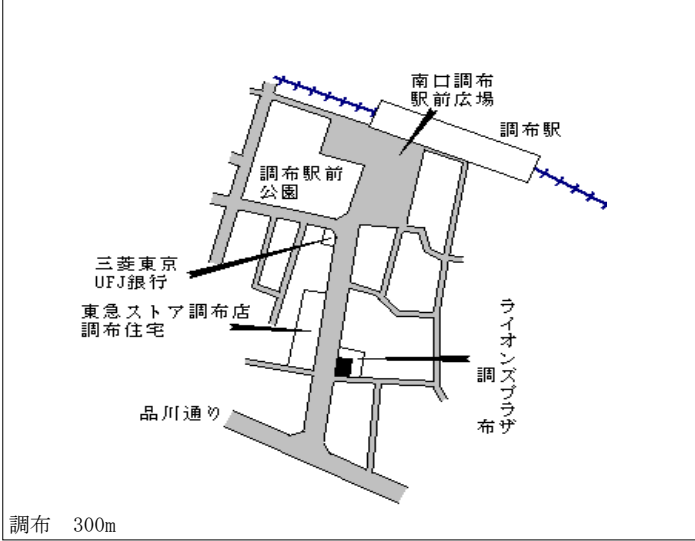 南口調布
駅前広場
調布駅
調布駅前
公園
三菱東京
UFJ銀行
東急ストア調布店
調布住宅
ライオンズプラザ
調布
品川通り
調布　300m